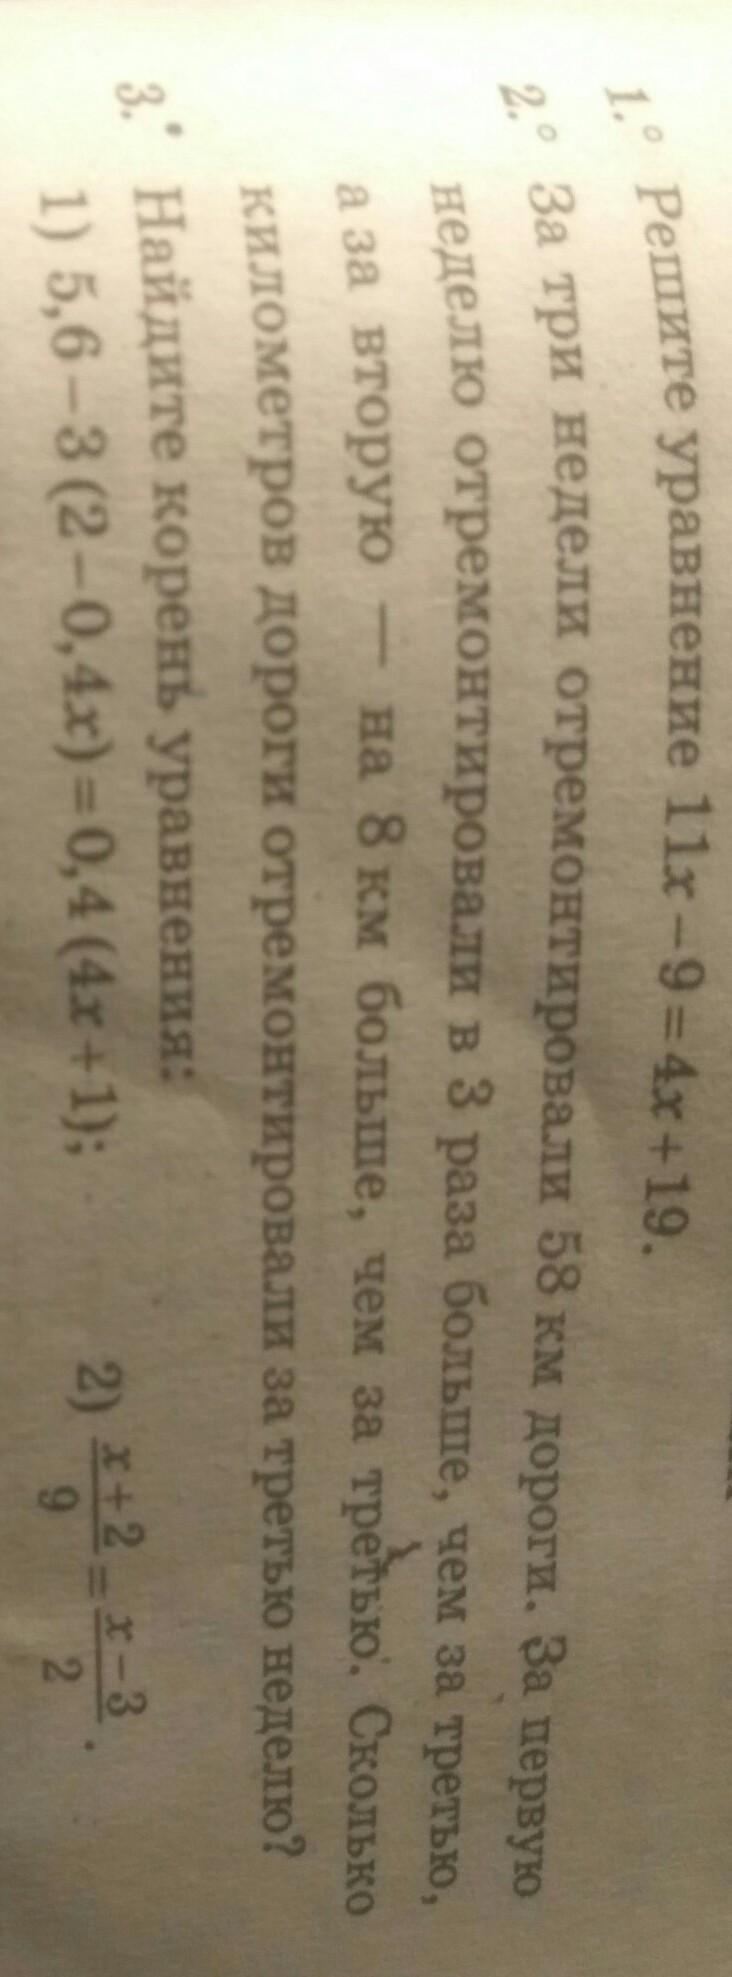 1.° Решите уравнение 11x – 9 = 4x + 19.
2.° За три недели отремонтировали 58 км дороги. За первую
неделю отремонтировали в 3 раза больше, чем за третью,
а за вторую — на 8 км больше, чем за третью. Сколько
километров дороги отремонтировали за третью неделю?
3.• Найдите корень уравнения:
1) 5,6 – 3 (2 – 0,4x) = 0,4 (4x + 1); 2) \frac{x + 2}{9} = \frac{x – 3}{2}.